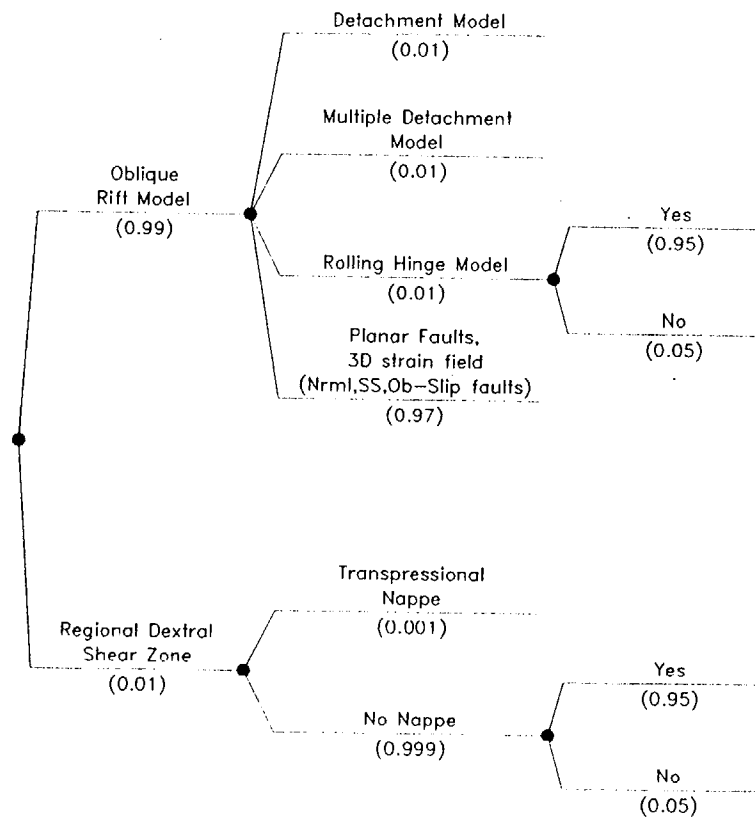 Detachment Model
(0.01)
Multiple Detachment
Model
(0.01)
Oblique
Rift Model
(0.99)
Rolling Hinge Model
(0.01)
Yes
(0.95)
No
(0.05)
Planar Faults,
3D strain field
(Nrml,SS,Ob-Slip faults)
(0.97)
Transpressional
Nappe
(0.001)
Regional Dextral
Shear Zone
(0.01)
No Nappe
(0.999)
Yes
(0.95)
No
(0.05)